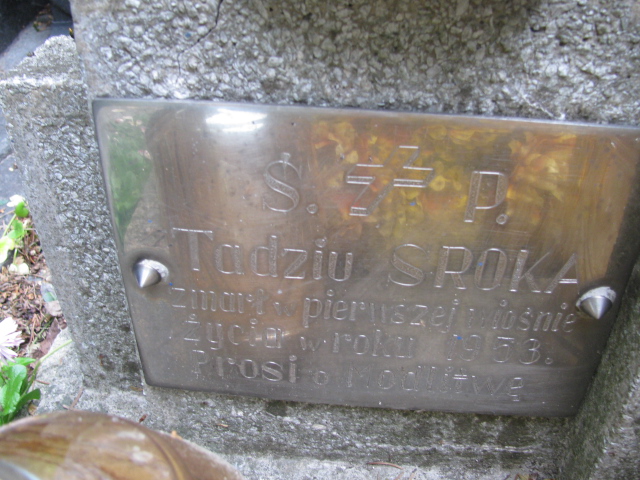 Ś. P.
Tadziu SROKA
zmarł w pierwszej wiośnie
życia w roku 1933.
Prosi o modlitwę